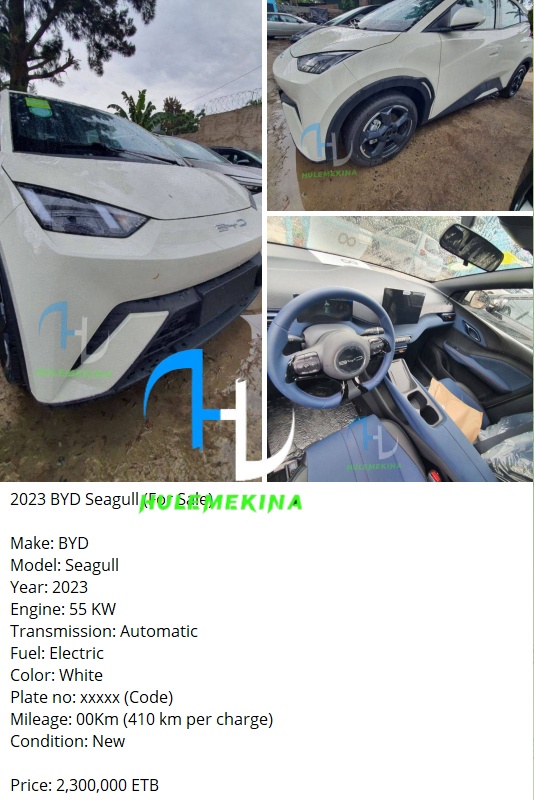 BYD
HULEMEKINA
HULEMEKINA
BYD
HULEMEKINA
HULEMEKINA
2023 BYD Seagull (For Sale)

Make: BYD
Model: Seagull
Year: 2023
Engine: 55 KW
Transmission: Automatic
Fuel: Electric
Color: White
Plate no: xxxxx (Code)
Mileage: 00Km (410 km per charge)
Condition: New

Price: 2,300,000 ETB